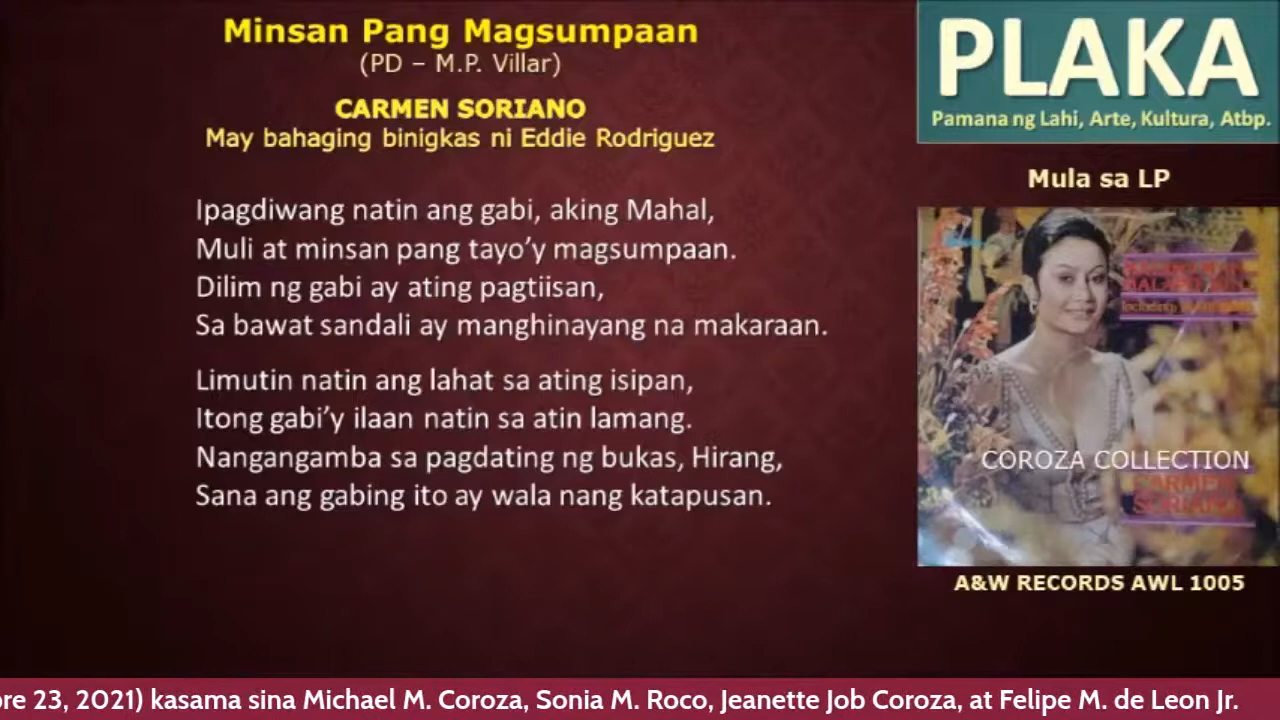 Minsan Pang Magsumpaan
(PD – M.P. Villar)
CARMEN SORIANO
May bahaging binigkas ni Eddie Rodriguez
Ipagdiwang natin ang gabi, aking Mahal,
Muli at minsan pang tayo’y magsumpaan.
Dilim ng gabi ay ating pagtiisan,
Sa bawat sandali ay manghinayang na makaraan.
Limutin natin ang lahat sa ating isipan,
Itong gabi’y ilaan natin sa atin lamang.
Nangangamba sa pagdating ng bukas, Hirang,
Sana ang gabing ito ay wala nang katapusan.
PLAKA
Pamana ng Lahi, Arte, Kultura, Atbp.
Mula sa LP
COROZA COLLECTION
CARMEN
SORIANO
A&W RECORDS AWL 1005
23, 2021) kasama sina Michael M. Coroza, Sonia M. Roco, Jeanette Job Coroza, at Felipe M. de Leon Jr.